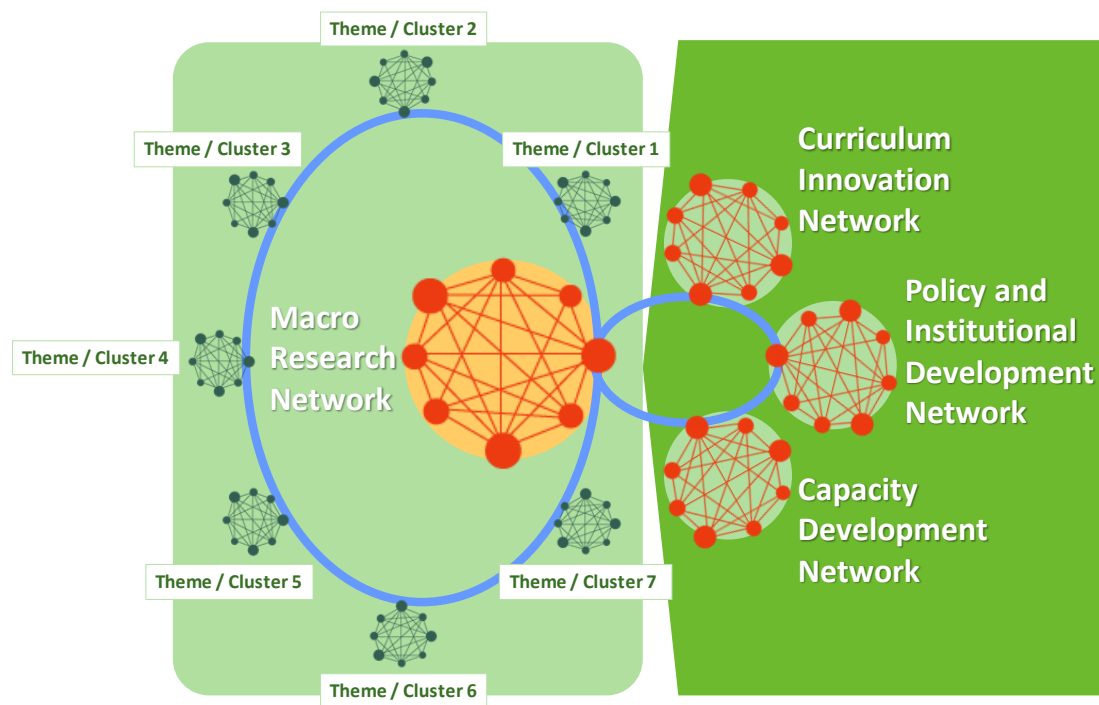 Theme / Cluster 2
Theme / Cluster 3
Theme / Cluster 1
Curriculum
Innovation
Network
Macro
Research
Network
Policy and
Institutional
Development
Network
Theme / Cluster 4
Capacity
Development
Network
Theme / Cluster 5
Theme / Cluster 7
Theme / Cluster 6